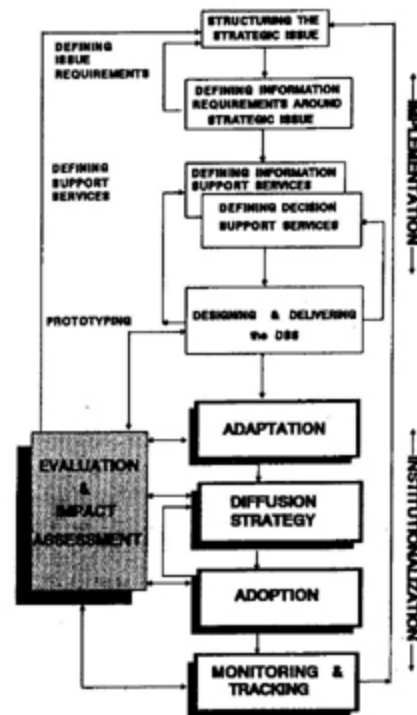 STRUCTURING THE
STRATEGIC ISSUE
DEFINING
ISSUE
REQUIREMENTS
DEFINING INFORMATION
REQUIREMENTS AROUND
STRATEGIC ISSUE
DEFINING
SUPPORT
SERVICES
DEFINING INFORMATION
SUPPORT SERVICES
DEFINING DECISION
SUPPORT SERVICES
PROTOTYPING
DESIGNING & DELIVERING
the DSS
ADAPTATION
EVALUATION
&
IMPACT
ASSESSMENT
DIFFUSION
STRATEGY
ADOPTION
MONITORING &
TRACKING
IMPLEMENTATION
INSTITUTIONALIZATION